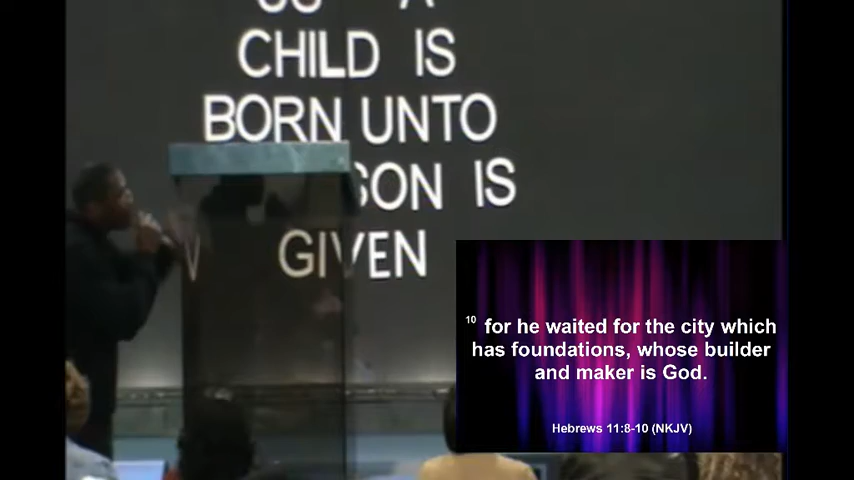 CHILD IS
BORN UNTO
SON IS
GIVEN
10 for he waited for the city which
has foundations, whose builder
and maker is God.
Hebrews 11:8-10 (NKJV)